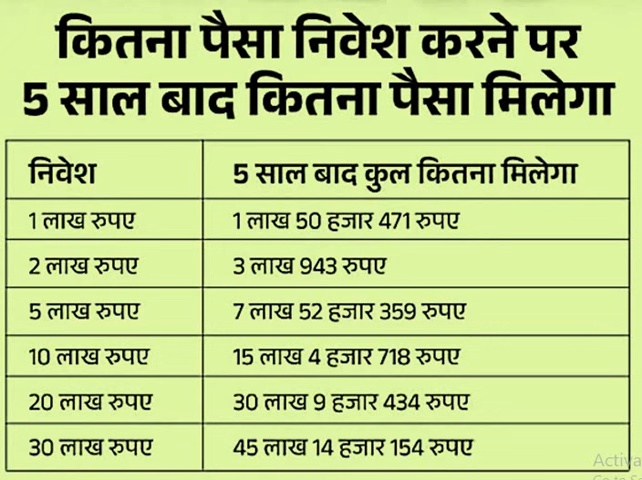 कितना पैसा निवेश करने पर
5 साल बाद कितना पैसा मिलेगा
निवेश 5 साल बाद कुल कितना मिलेगा
1 लाख रुपए 1 लाख 50 हजार 471 रुपए
2 लाख रुपए 3 लाख 943 रुपए
5 लाख रुपए 7 लाख 52 हजार 359 रुपए
10 लाख रुपए 15 लाख 4 हजार 718 रुपए
20 लाख रुपए 30 लाख 9 हजार 434 रुपए
30 लाख रुपए 45 लाख 14 हजार 154 रुपए
Activa